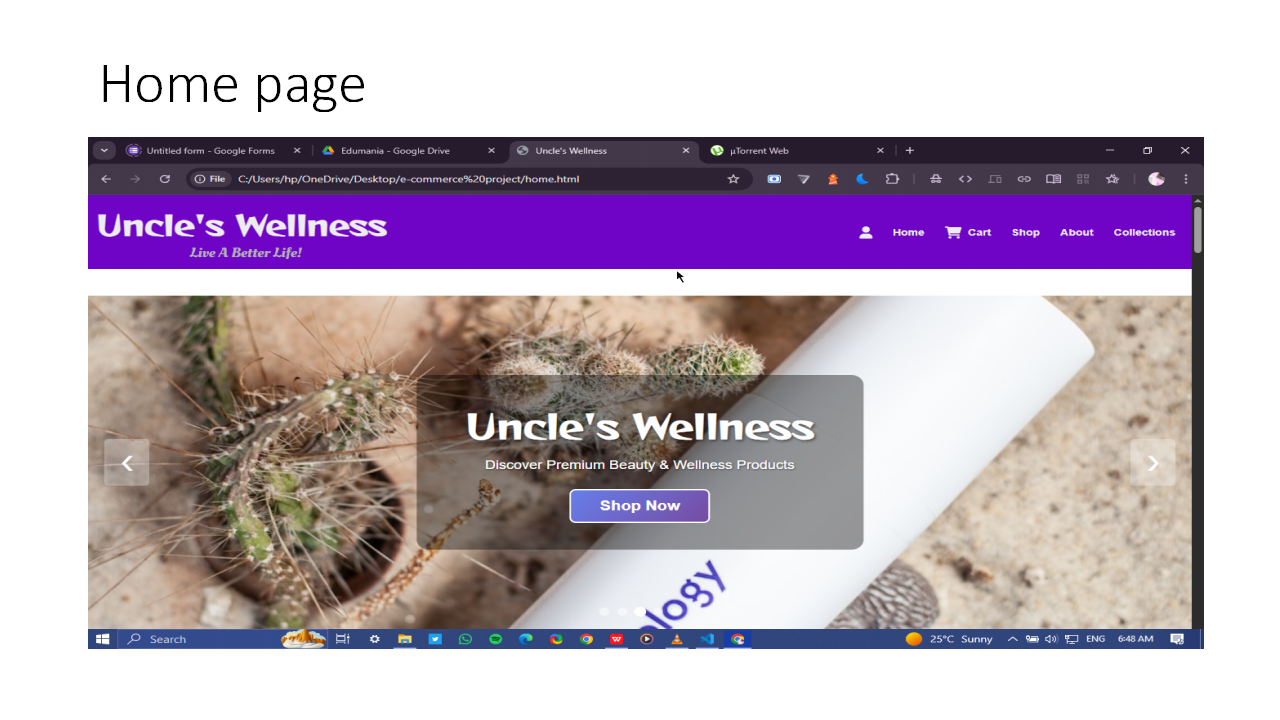 Home page
Untitled form - Google Forms
Edumania - Google Drive
Uncle's Wellness
µTorrent Web
File C:/Users/hp/OneDrive/Desktop/e-commerce%20project/home.html
Uncle's Wellness
Live A Better Life!
Home Cart Shop About Collections
Uncle's Wellness
Discover Premium Beauty & Wellness Products
Shop Now
ology
Search
25°C Sunny
ENG
6:48 AM